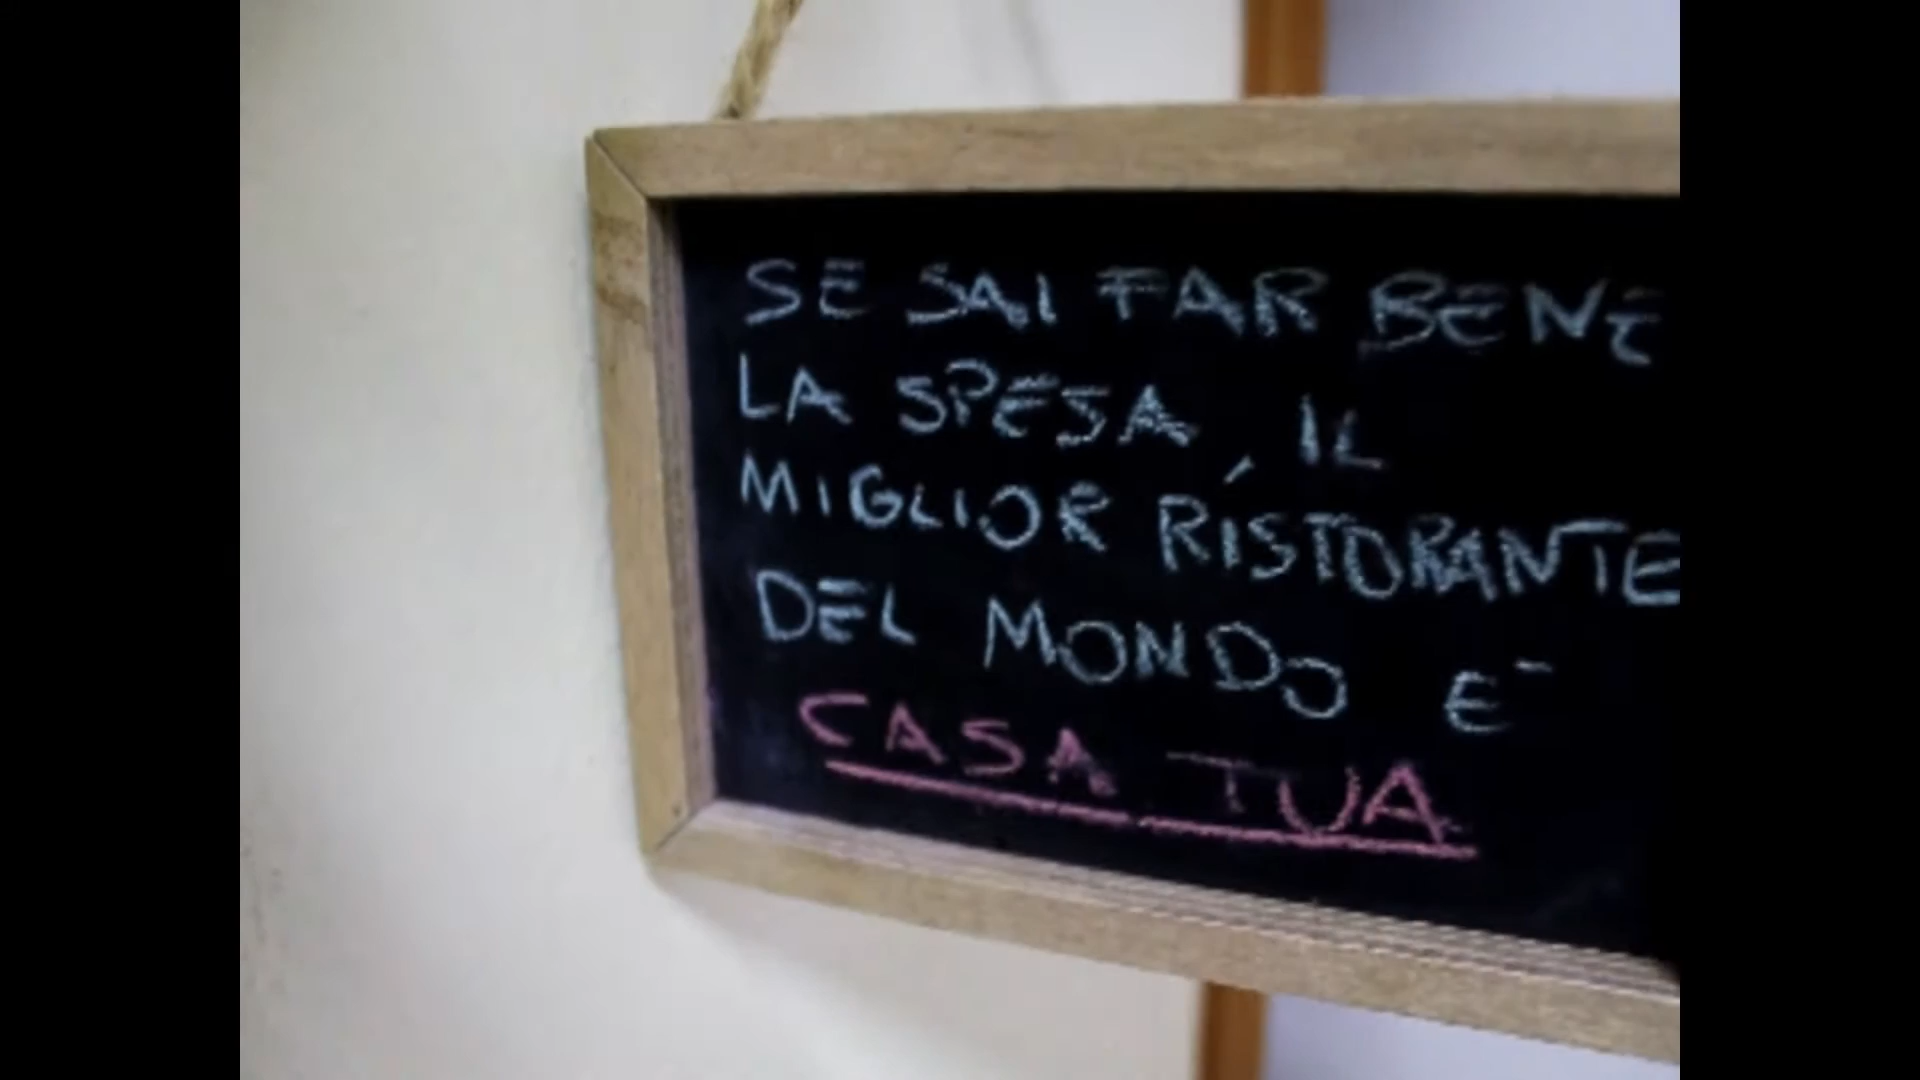 SE SAI FAR BENE
LA SPESA, IL
MIGLIOR RISTORANTE
DEL MONDO E-
CASA TUA